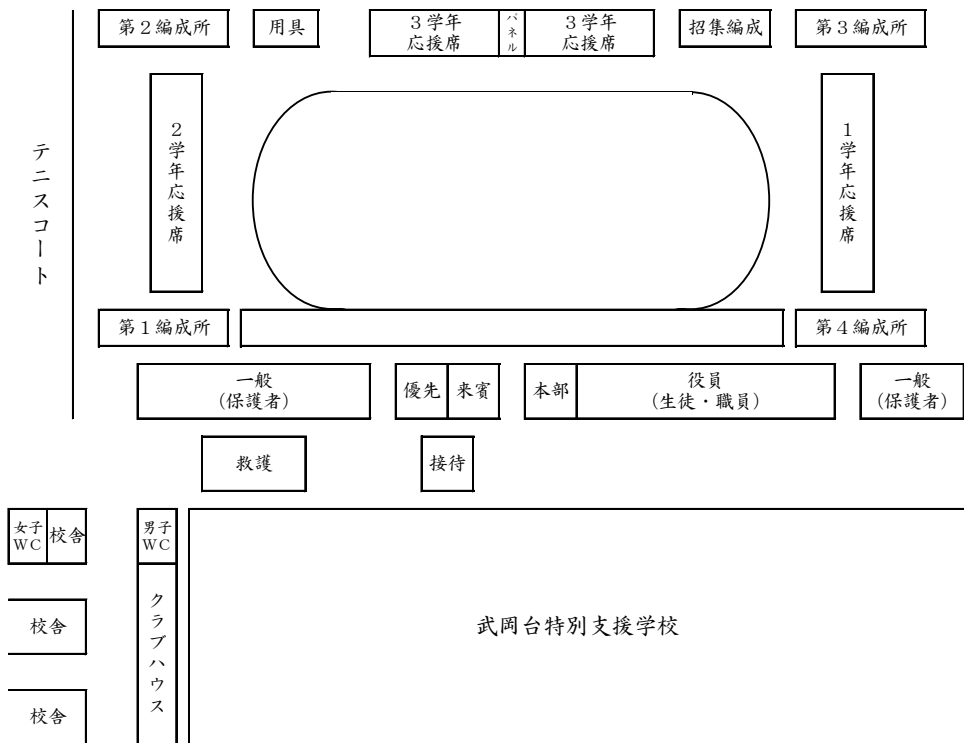 第２編成所
用具
３学年
応援席
パネル
３学年
応援席
招集編成
第３編成所
テニスコート
２学年応援席
１学年応援席
第１編成所
第４編成所
一般
(保護者)
優先
来賓
本部
役員
(生徒・職員)
一般
(保護者)
救護
接待
女子
ＷＣ
校舎
男子
ＷＣ
クラブハウス
校舎
武岡台特別支援学校
校舎